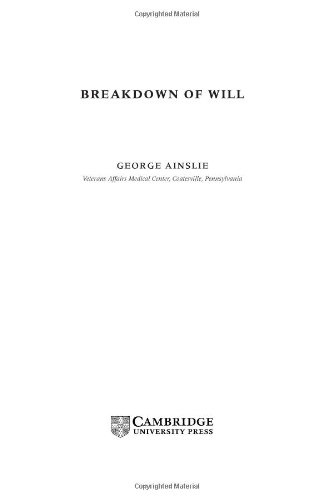 Copyrighted Material
BREAKDOWN OF WILL
GEORGE AINSLIE
Veterans Affairs Medical Center, Coatesville, Pennsylvania
CAMBRIDGE
UNIVERSITY PRESS
Copyrighted Material